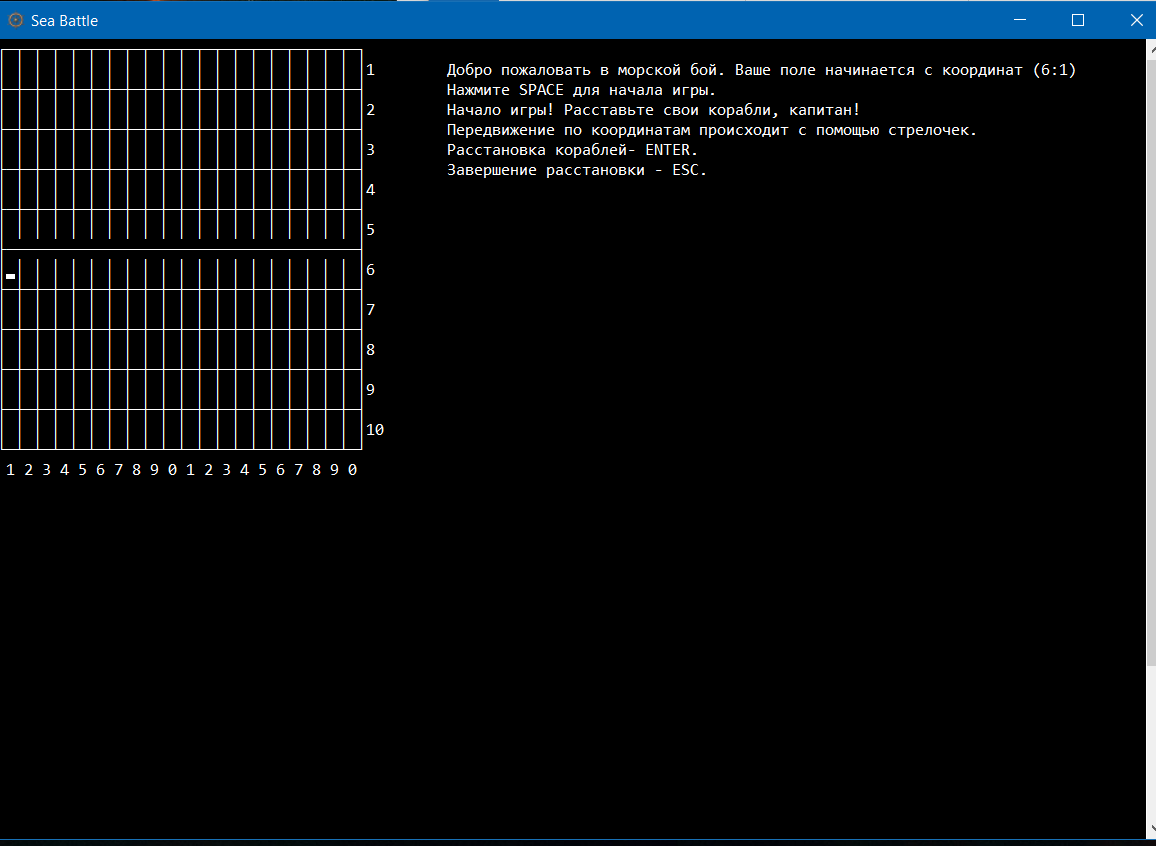 Sea Battle
1 Добро пожаловать в морской бой. Ваше поле начинается с координат (6:1)
Нажмите SPACE для начала игры.
2 Начало игры! Расставьте свои корабли, капитан!
Передвижение по координатам происходит с помощью стрелочек.
3 Расстановка кораблей- ENTER.
Завершение расстановки - ESC.
4
5
6
7
8
9
10
1 2 3 4 5 6 7 8 9 0 1 2 3 4 5 6 7 8 9 0